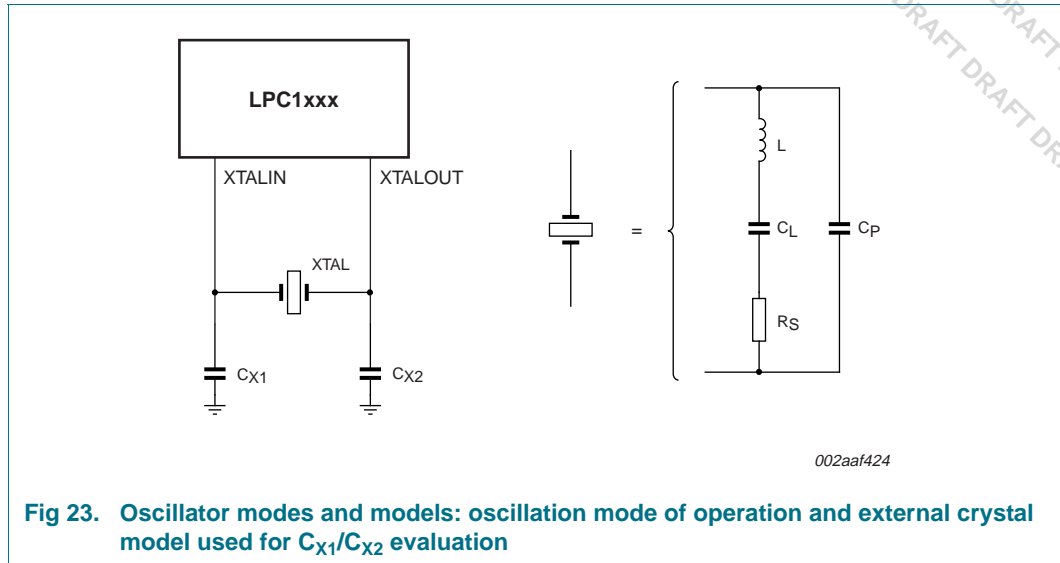 DRAFT DRAFT
DRAFT DRAFT DR
LPC1xxx
XTALIN
XTALOUT
XTAL
CX1
CX2
=
L
CL
CP
RS
002aaf424
Fig 23. Oscillator modes and models: oscillation mode of operation and external crystal
model used for CX1/CX2 evaluation